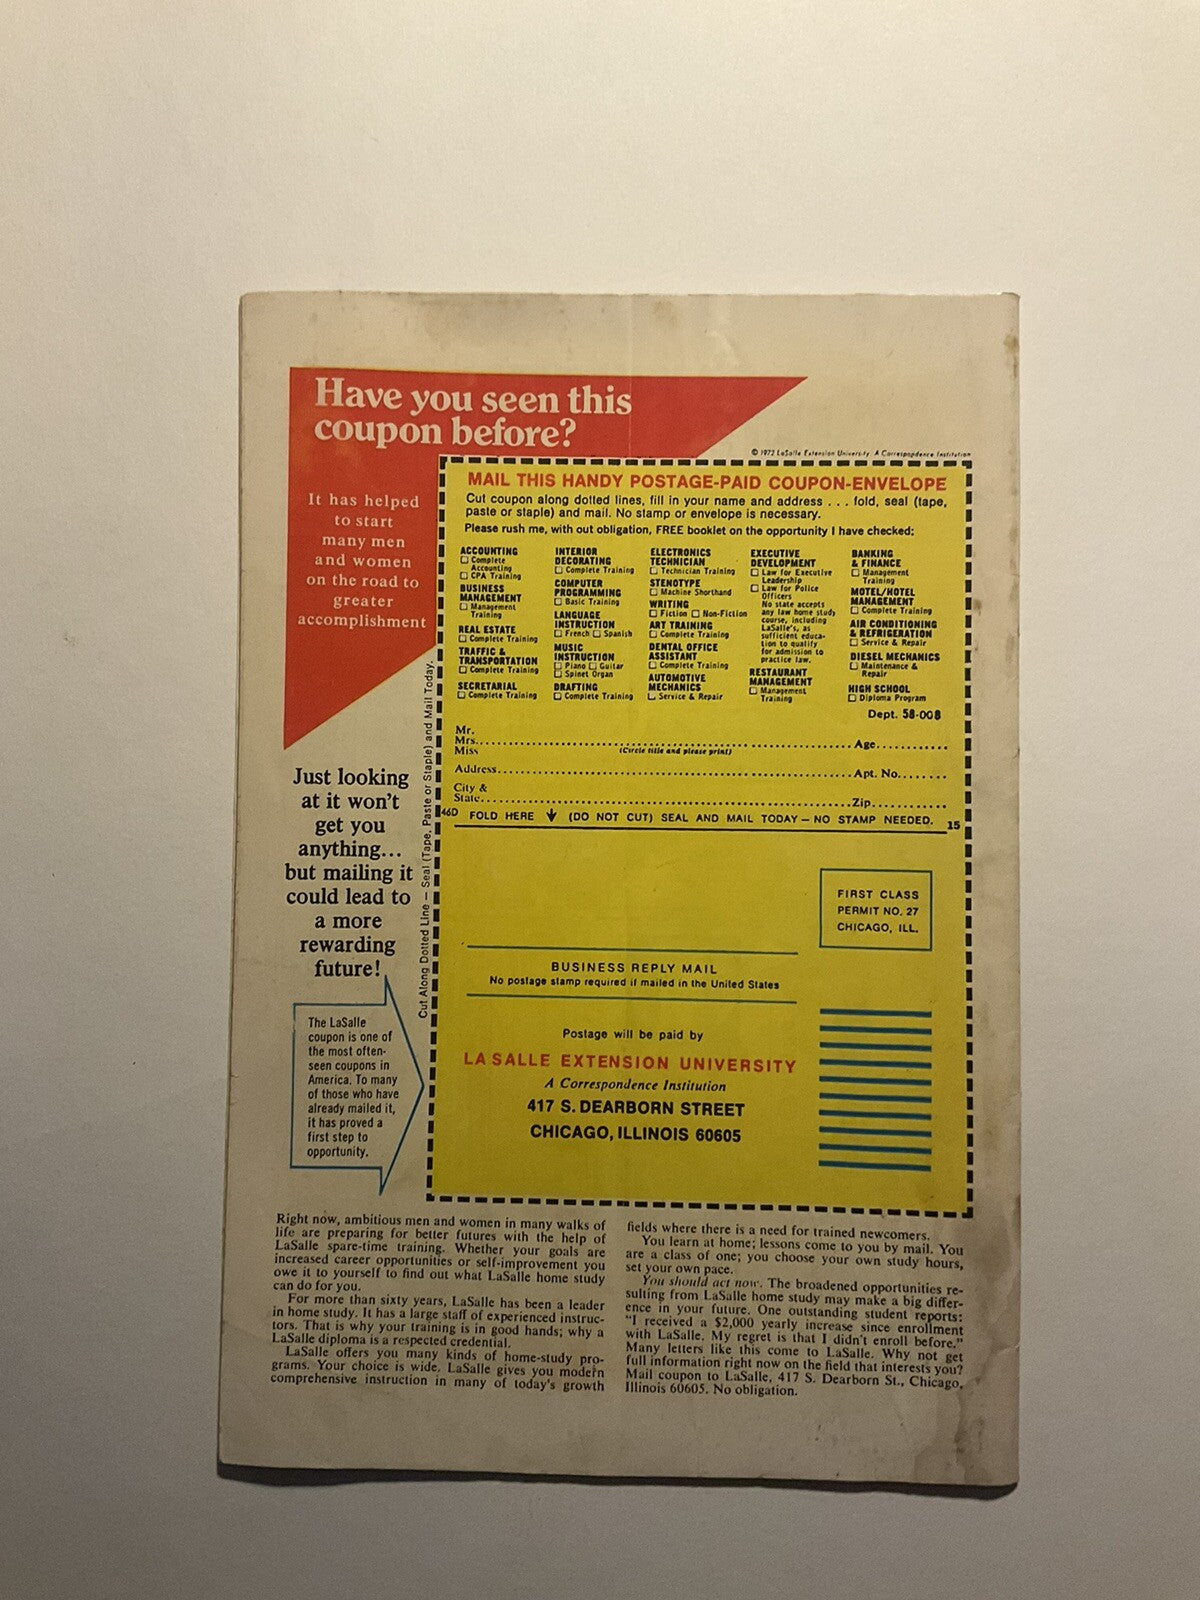 Have you seen this
coupon before?
It has helped
to start
many men
and women
on the road to
greater
accomplishment
Just looking
at it won't
get you
anything...
but mailing it
could lead to
a more
rewarding
future!
The LaSalle
coupon is one of
the most often-
seen coupons in
America. To many
of those who have
already mailed it,
it has proved a
first step to
opportunity.
Cut Along Dotted Line — Seal (Tape, Paste or Staple) and Mail Today.
© 1972 LaSalle Extension University. A Correspondence Institution
MAIL THIS HANDY POSTAGE-PAID COUPON-ENVELOPE
Cut coupon along dotted lines, fill in your name and address . . . fold, seal (tape,
paste or staple) and mail. No stamp or envelope is necessary.
Please rush me, with out obligation, FREE booklet on the opportunity I have checked:
ACCOUNTING
☐ Complete
Accounting
☐ CPA Training
BUSINESS
MANAGEMENT
☐ Management
Training
REAL ESTATE
☐ Complete Training
TRAFFIC &
TRANSPORTATION
☐ Complete Training
SECRETARIAL
☐ Complete Training
INTERIOR
DECORATING
☐ Complete Training
COMPUTER
PROGRAMMING
☐ Basic Training
LANGUAGE
INSTRUCTION
☐ French ☐ Spanish
MUSIC
INSTRUCTION
☐ Piano ☐ Guitar
☐ Spinet Organ
DRAFTING
☐ Complete Training
ELECTRONICS
TECHNICIAN
☐ Technician Training
STENOTYPE
☐ Machine Shorthand
WRITING
☐ Fiction ☐ Non-Fiction
ART TRAINING
☐ Complete Training
DENTAL OFFICE
ASSISTANT
☐ Complete Training
AUTOMOTIVE
MECHANICS
☐ Service & Repair
EXECUTIVE
DEVELOPMENT
☐ Law for Executive
Leadership
☐ Law for Police
Officers
No state accepts
any law home study
course, including
LaSalle's, as
sufficient educa-
tion to qualify
for admission to
practice law.
RESTAURANT
MANAGEMENT
☐ Management
Training
BANKING
& FINANCE
☐ Management
Training
MOTEL/HOTEL
MANAGEMENT
☐ Complete Training
AIR CONDITIONING
& REFRIGERATION
☐ Service & Repair
DIESEL MECHANICS
☐ Maintenance &
Repair
HIGH SCHOOL
☐ Diploma Program
Dept. 58-008
Mr.
Mrs. Age
Miss (Circle title and please print)
Address Apt. No.
City &
State Zip
46D FOLD HERE ↓ (DO NOT CUT) SEAL AND MAIL TODAY — NO STAMP NEEDED. 15
FIRST CLASS
PERMIT NO. 27
CHICAGO, ILL.
BUSINESS REPLY MAIL
No postage stamp required if mailed in the United States
Postage will be paid by
LA SALLE EXTENSION UNIVERSITY
A Correspondence Institution
417 S. DEARBORN STREET
CHICAGO, ILLINOIS 60605
Right now, ambitious men and women in many walks of
life are preparing for better futures with the help of
LaSalle spare-time training. Whether your goals are
increased career opportunities or self-improvement you
owe it to yourself to find out what LaSalle home study
can do for you.
For more than sixty years, LaSalle has been a leader
in home study. It has a large staff of experienced instruc-
tors. That is why your training is in good hands; why a
LaSalle diploma is a respected credential.
LaSalle offers you many kinds of home-study pro-
grams. Your choice is wide. LaSalle gives you modern
comprehensive instruction in many of today's growth
fields where there is a need for trained newcomers.
You learn at home; lessons come to you by mail. You
are a class of one; you choose your own study hours,
set your own pace.
You should act now. The broadened opportunities re-
sulting from LaSalle home study may make a big differ-
ence in your future. One outstanding student reports:
"I received a $2,000 yearly increase since enrollment
with LaSalle. My regret is that I didn't enroll before."
Many letters like this come to LaSalle. Why not get
full information right now on the field that interests you?
Mail coupon to LaSalle, 417 S. Dearborn St., Chicago,
Illinois 60605. No obligation.